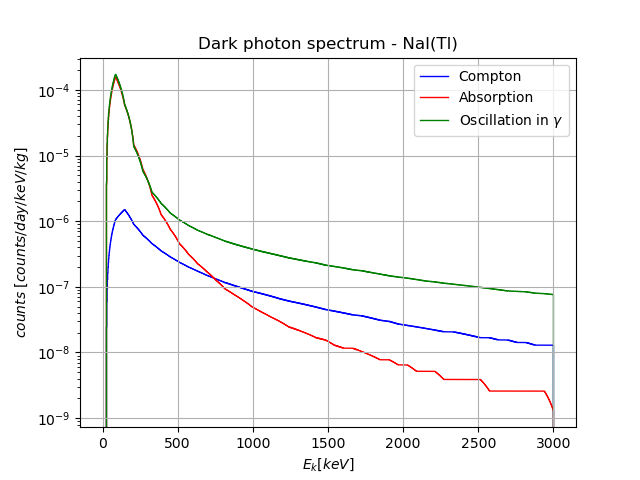 Dark photon spectrum - NaI(Tl)
Compton
Absorption
Oscillation in γ
counts [counts/day/keV/kg]
10⁻⁴
10⁻⁵
10⁻⁶
10⁻⁷
10⁻⁸
10⁻⁹
0 500 1000 1500 2000 2500 3000
E_k[keV]